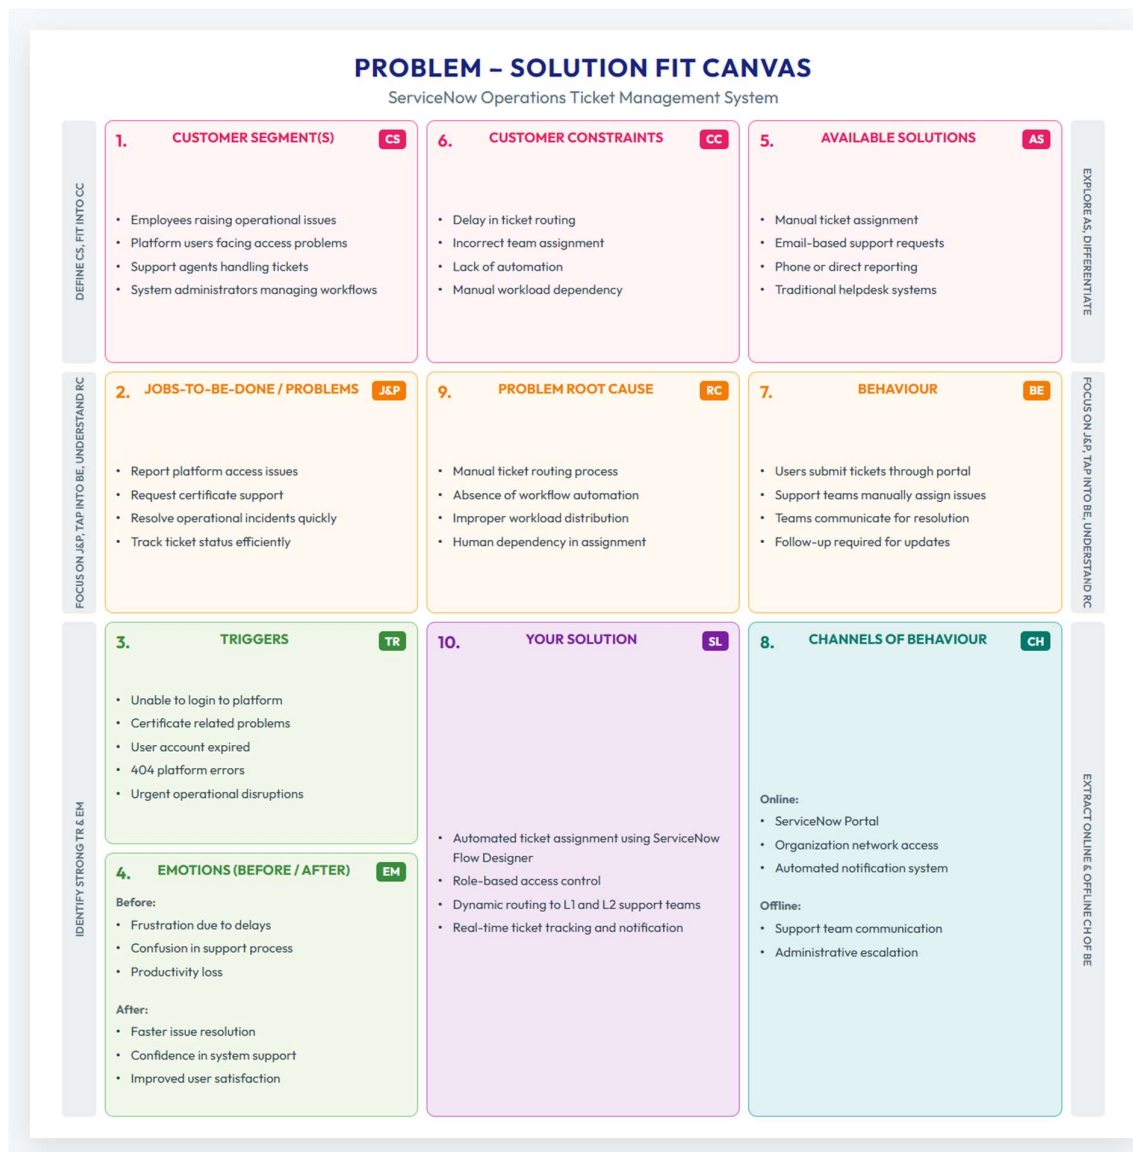 PROBLEM – SOLUTION FIT CANVAS
ServiceNow Operations Ticket Management System
DEFINE CS, FIT INTO CC
1. CUSTOMER SEGMENT(S) CS
• Employees raising operational issues
• Platform users facing access problems
• Support agents handling tickets
• System administrators managing workflows
6. CUSTOMER CONSTRAINTS CC
• Delay in ticket routing
• Incorrect team assignment
• Lack of automation
• Manual workload dependency
5. AVAILABLE SOLUTIONS AS
• Manual ticket assignment
• Email-based support requests
• Phone or direct reporting
• Traditional helpdesk systems
EXPLORE AS, DIFFERENTIATE
FOCUS ON J&P, TAP INTO BE, UNDERSTAND RC
2. JOBS-TO-BE-DONE / PROBLEMS J&P
• Report platform access issues
• Request certificate support
• Resolve operational incidents quickly
• Track ticket status efficiently
9. PROBLEM ROOT CAUSE RC
• Manual ticket routing process
• Absence of workflow automation
• Improper workload distribution
• Human dependency in assignment
7. BEHAVIOUR BE
• Users submit tickets through portal
• Support teams manually assign issues
• Teams communicate for resolution
• Follow-up required for updates
FOCUS ON J&P, TAP INTO BE, UNDERSTAND RC
IDENTIFY STRONG TR & EM
3. TRIGGERS TR
• Unable to login to platform
• Certificate related problems
• User account expired
• 404 platform errors
• Urgent operational disruptions
4. EMOTIONS (BEFORE / AFTER) EM
Before:
• Frustration due to delays
• Confusion in support process
• Productivity loss
After:
• Faster issue resolution
• Confidence in system support
• Improved user satisfaction
10. YOUR SOLUTION SL
• Automated ticket assignment using ServiceNow
Flow Designer
• Role-based access control
• Dynamic routing to L1 and L2 support teams
• Real-time ticket tracking and notification
8. CHANNELS OF BEHAVIOUR CH
Online:
• ServiceNow Portal
• Organization network access
• Automated notification system
Offline:
• Support team communication
• Administrative escalation
EXTRACT ONLINE & OFFLINE CH OF BE